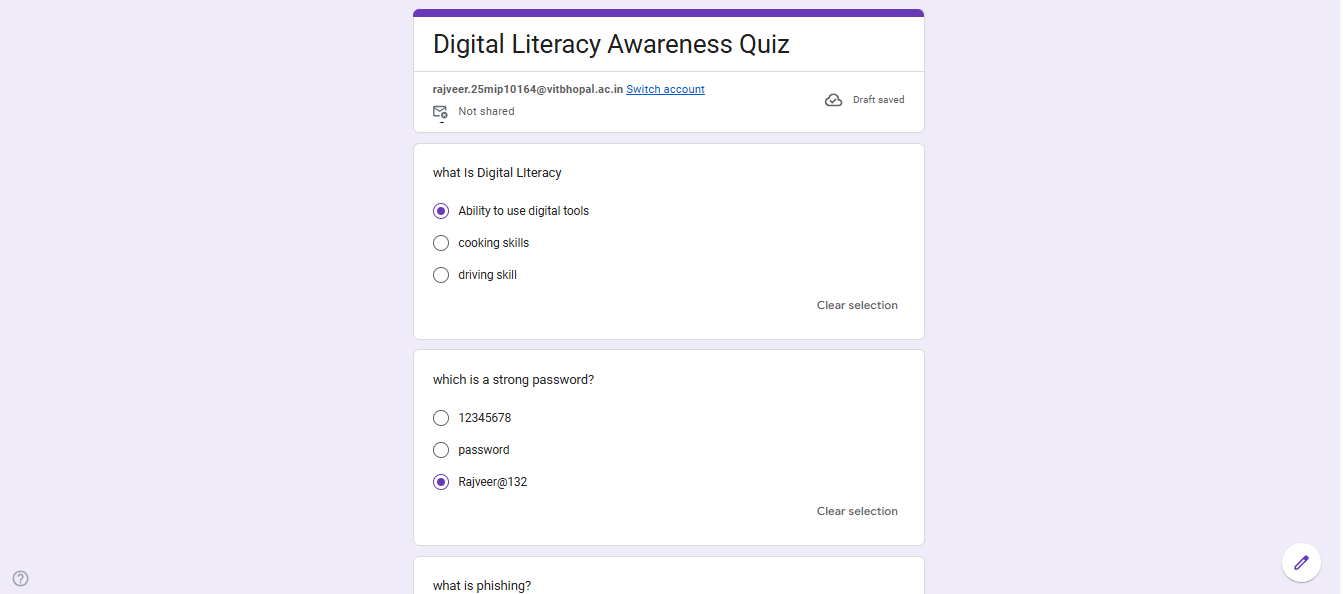 Digital Literacy Awareness Quiz
rajveer.25mip10164@vitbhopal.ac.in Switch account
Draft saved
Not shared
what Is Digital LIteracy
Ability to use digital tools
cooking skills
driving skill
Clear selection
which is a strong password?
12345678
password
Rajveer@132
Clear selection
what is phishing?